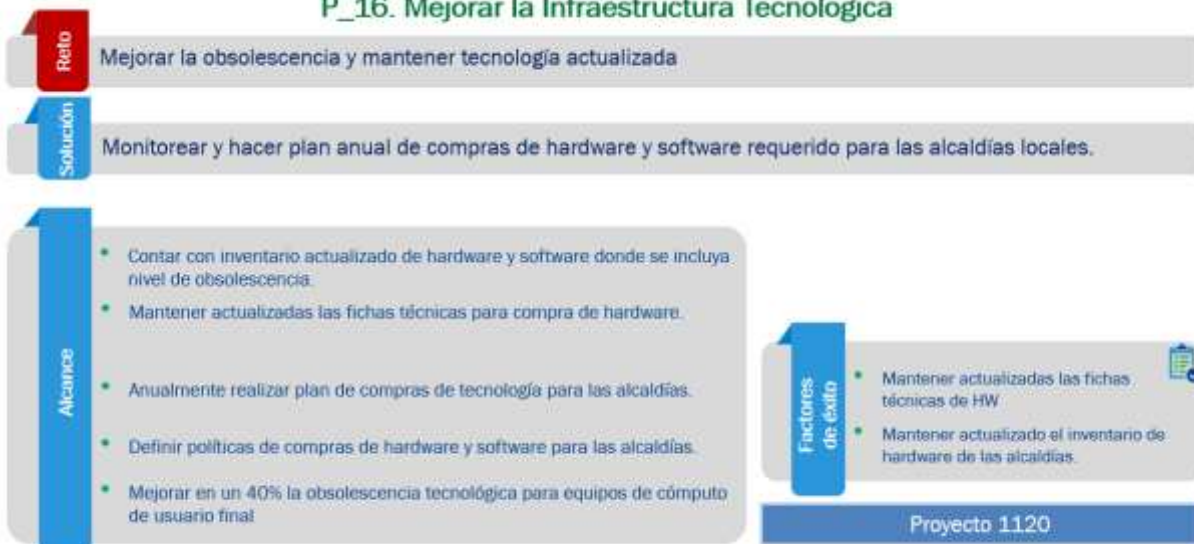 P_16. Mejorar la Infraestructura Tecnológica
Reto
Mejorar la obsolescencia y mantener tecnología actualizada
Solución
Monitorear y hacer plan anual de compras de hardware y software requerido para las alcaldías locales.
Alcance
Contar con inventario actualizado de hardware y software donde se incluya
nivel de obsolescencia.
Mantener actualizadas las fichas técnicas para compra de hardware.
Anualmente realizar plan de compras de tecnología para las alcaldías.
Definir políticas de compras de hardware y software para las alcaldías.
Mejorar en un 40% la obsolescencia tecnológica para equipos de cómputo
de usuario final
Factores
de éxito
Mantener actualizadas las fichas
técnicas de HW
Mantener actualizado el inventario de
hardware de las alcaldías.
Proyecto 1120